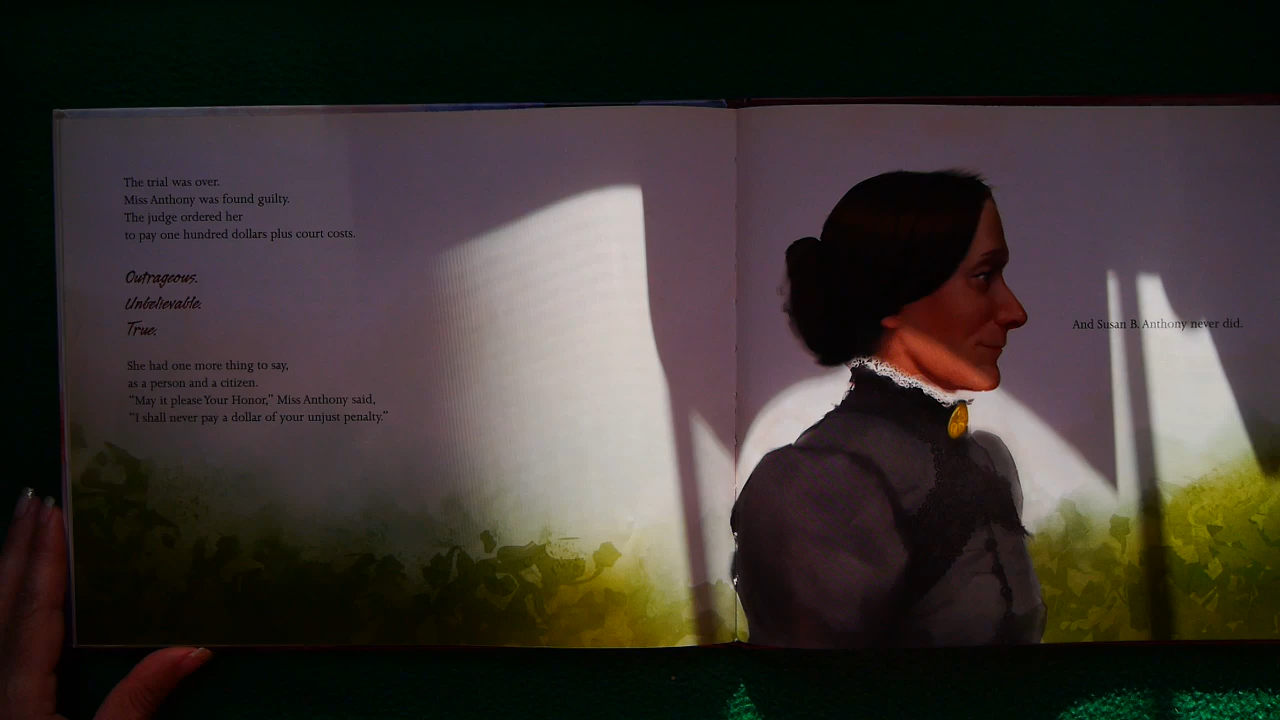 The trial was over.
Miss Anthony was found guilty.
The judge ordered her
to pay one hundred dollars plus court costs.
Outrageous.
Unbelievable.
True.
She had one more thing to say,
as a person and a citizen.
“May it please Your Honor,” Miss Anthony said,
“I shall never pay a dollar of your unjust penalty.”
And Susan B. Anthony never did.